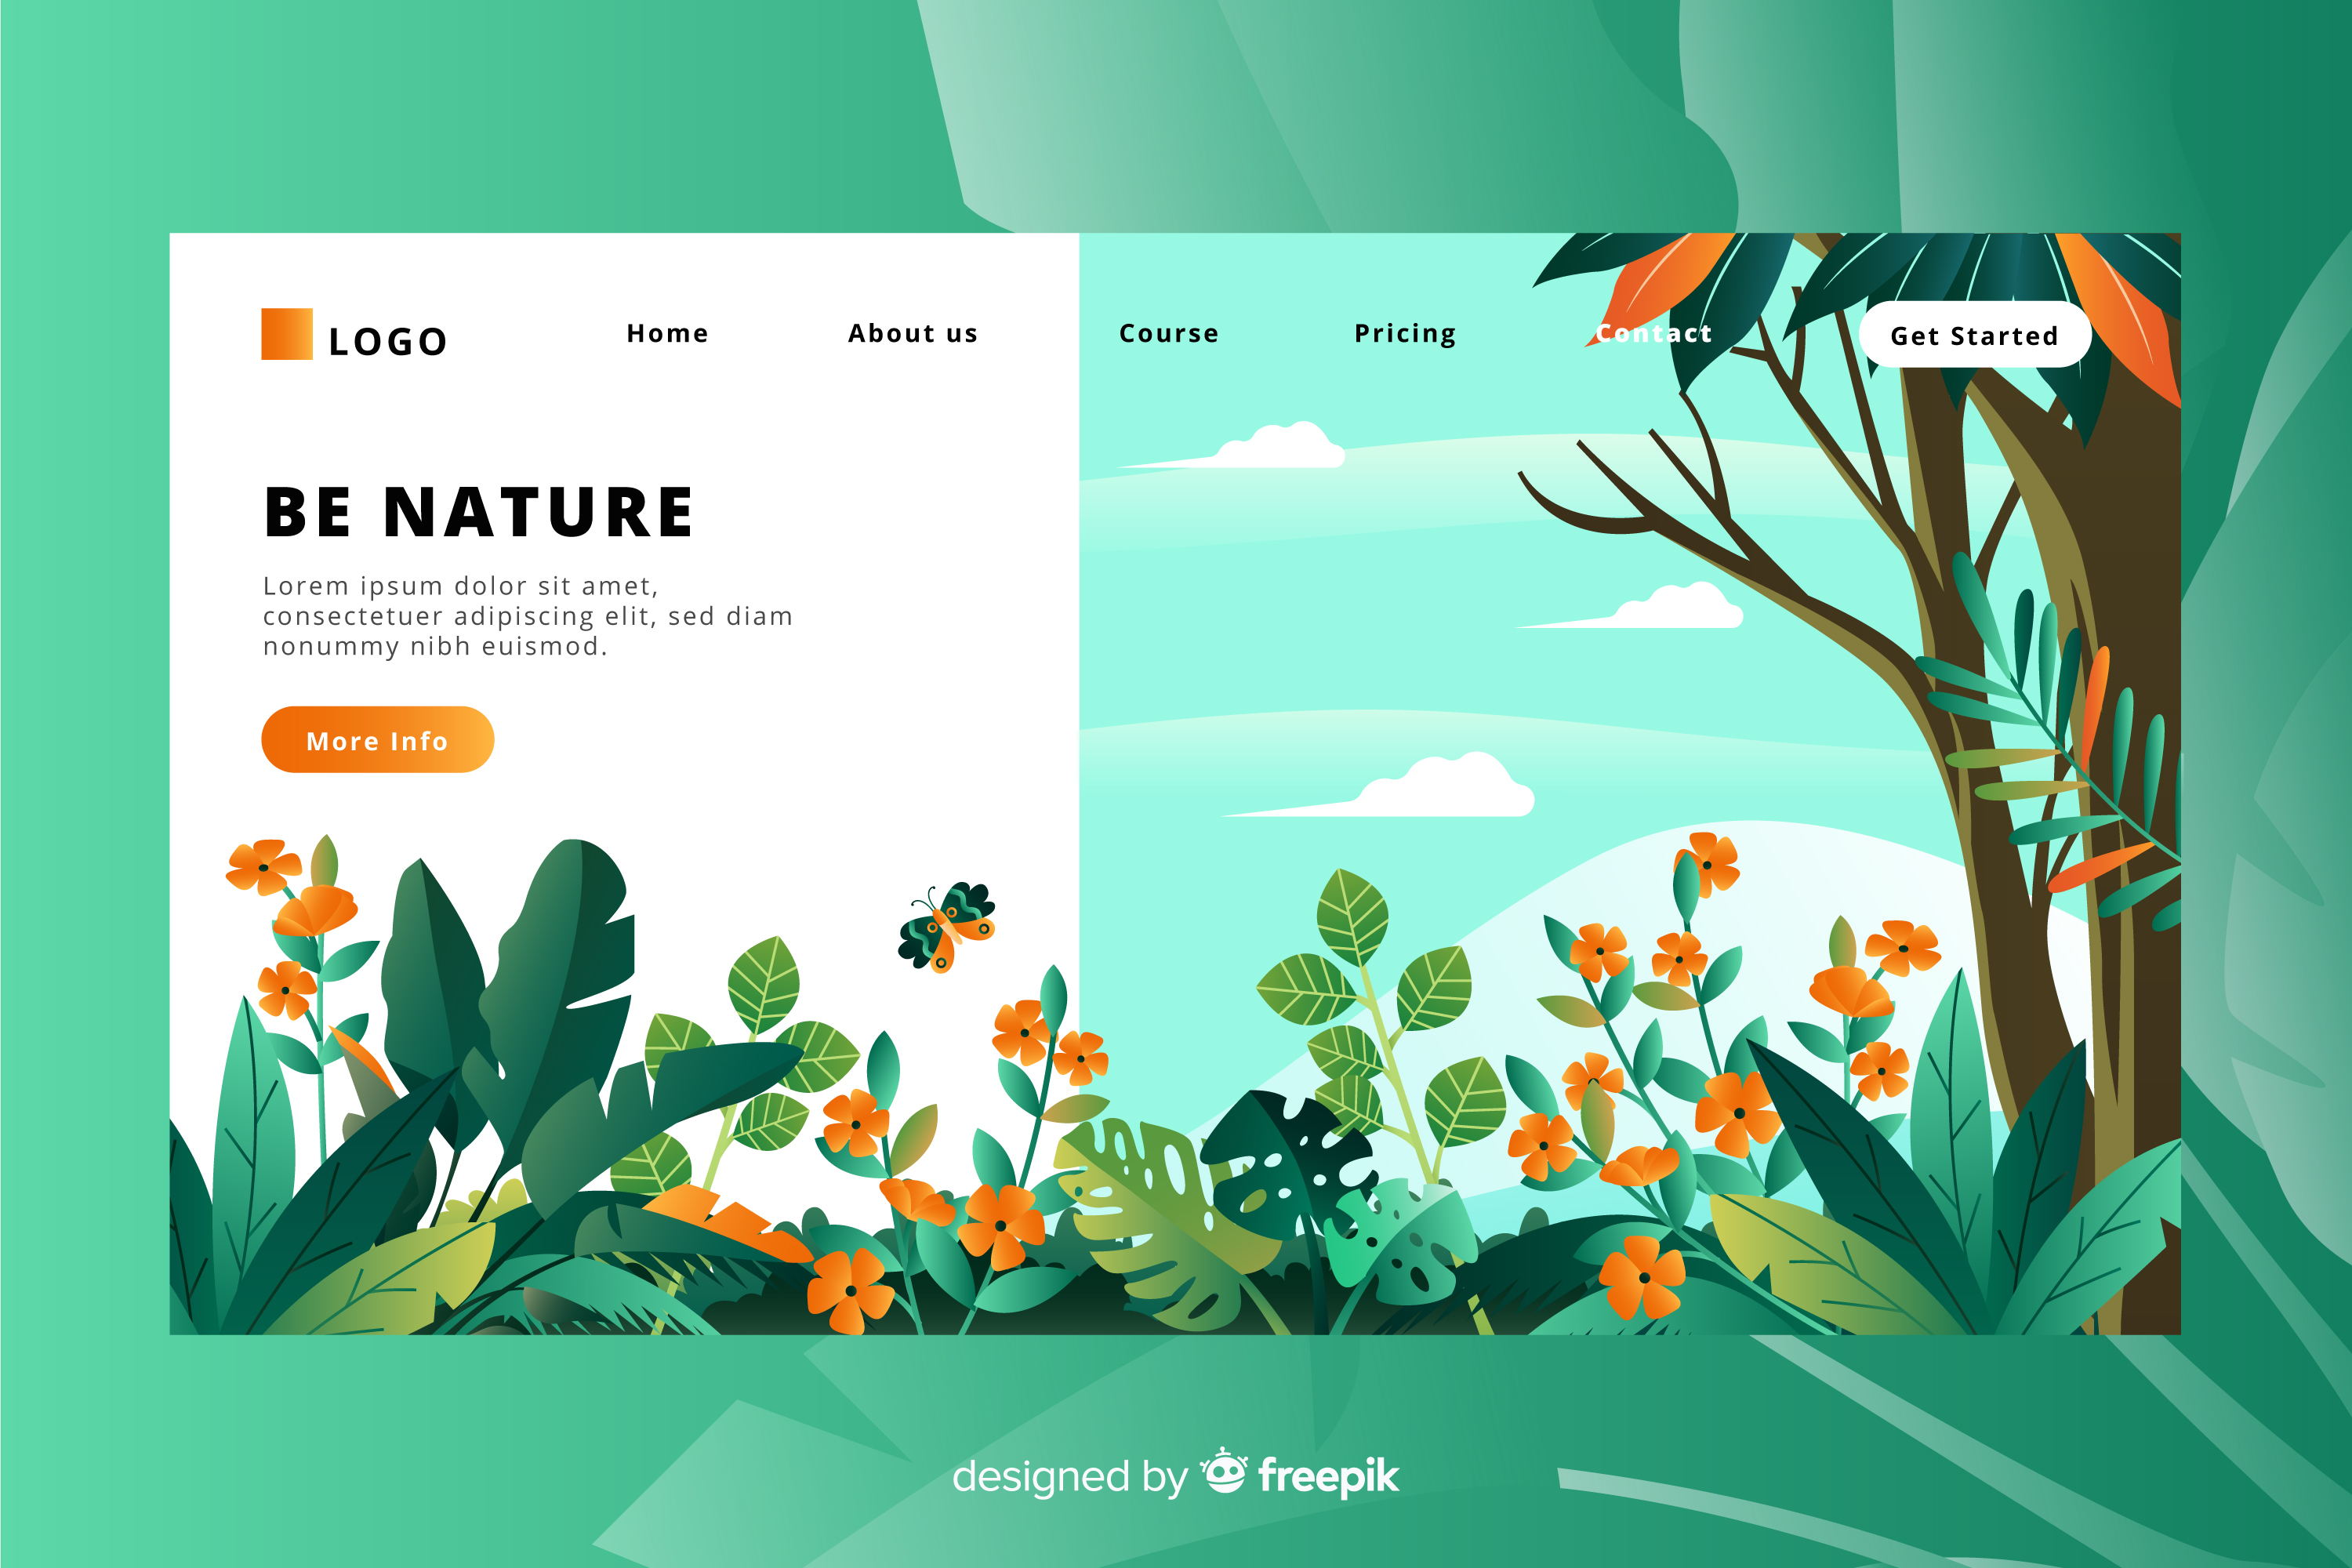 LOGO
Home
About us
Course
Pricing
Contact
Get Started
BE NATURE
Lorem ipsum dolor sit amet,
consectetuer adipiscing elit, sed diam
nonummy nibh euismod.
More Info
designed by freepik